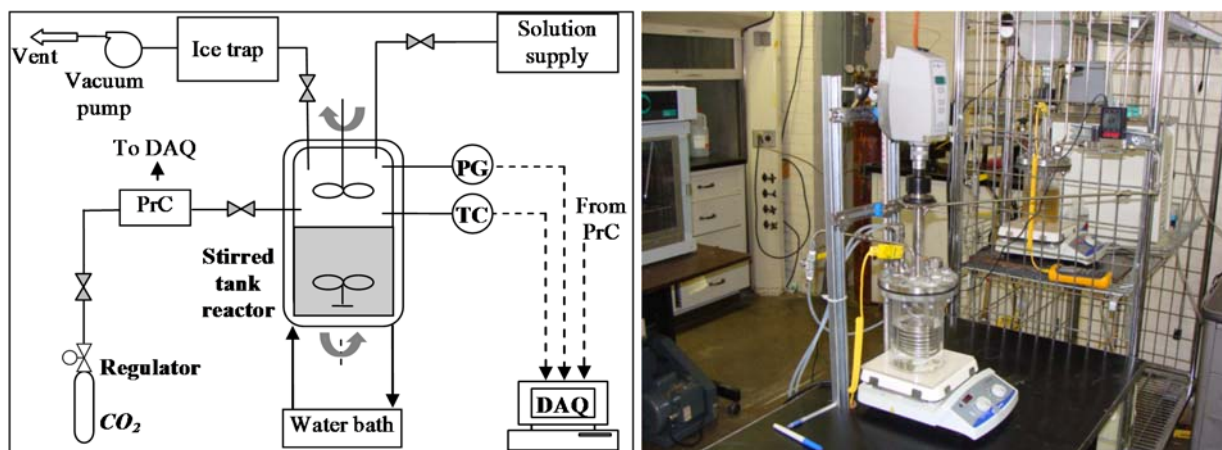 Vent
Vacuum
pump
Ice trap
Solution
supply
To DAQ
PrC
PG
TC
From
PrC
Stirred
tank
reactor
Regulator
CO2
Water bath
DAQ